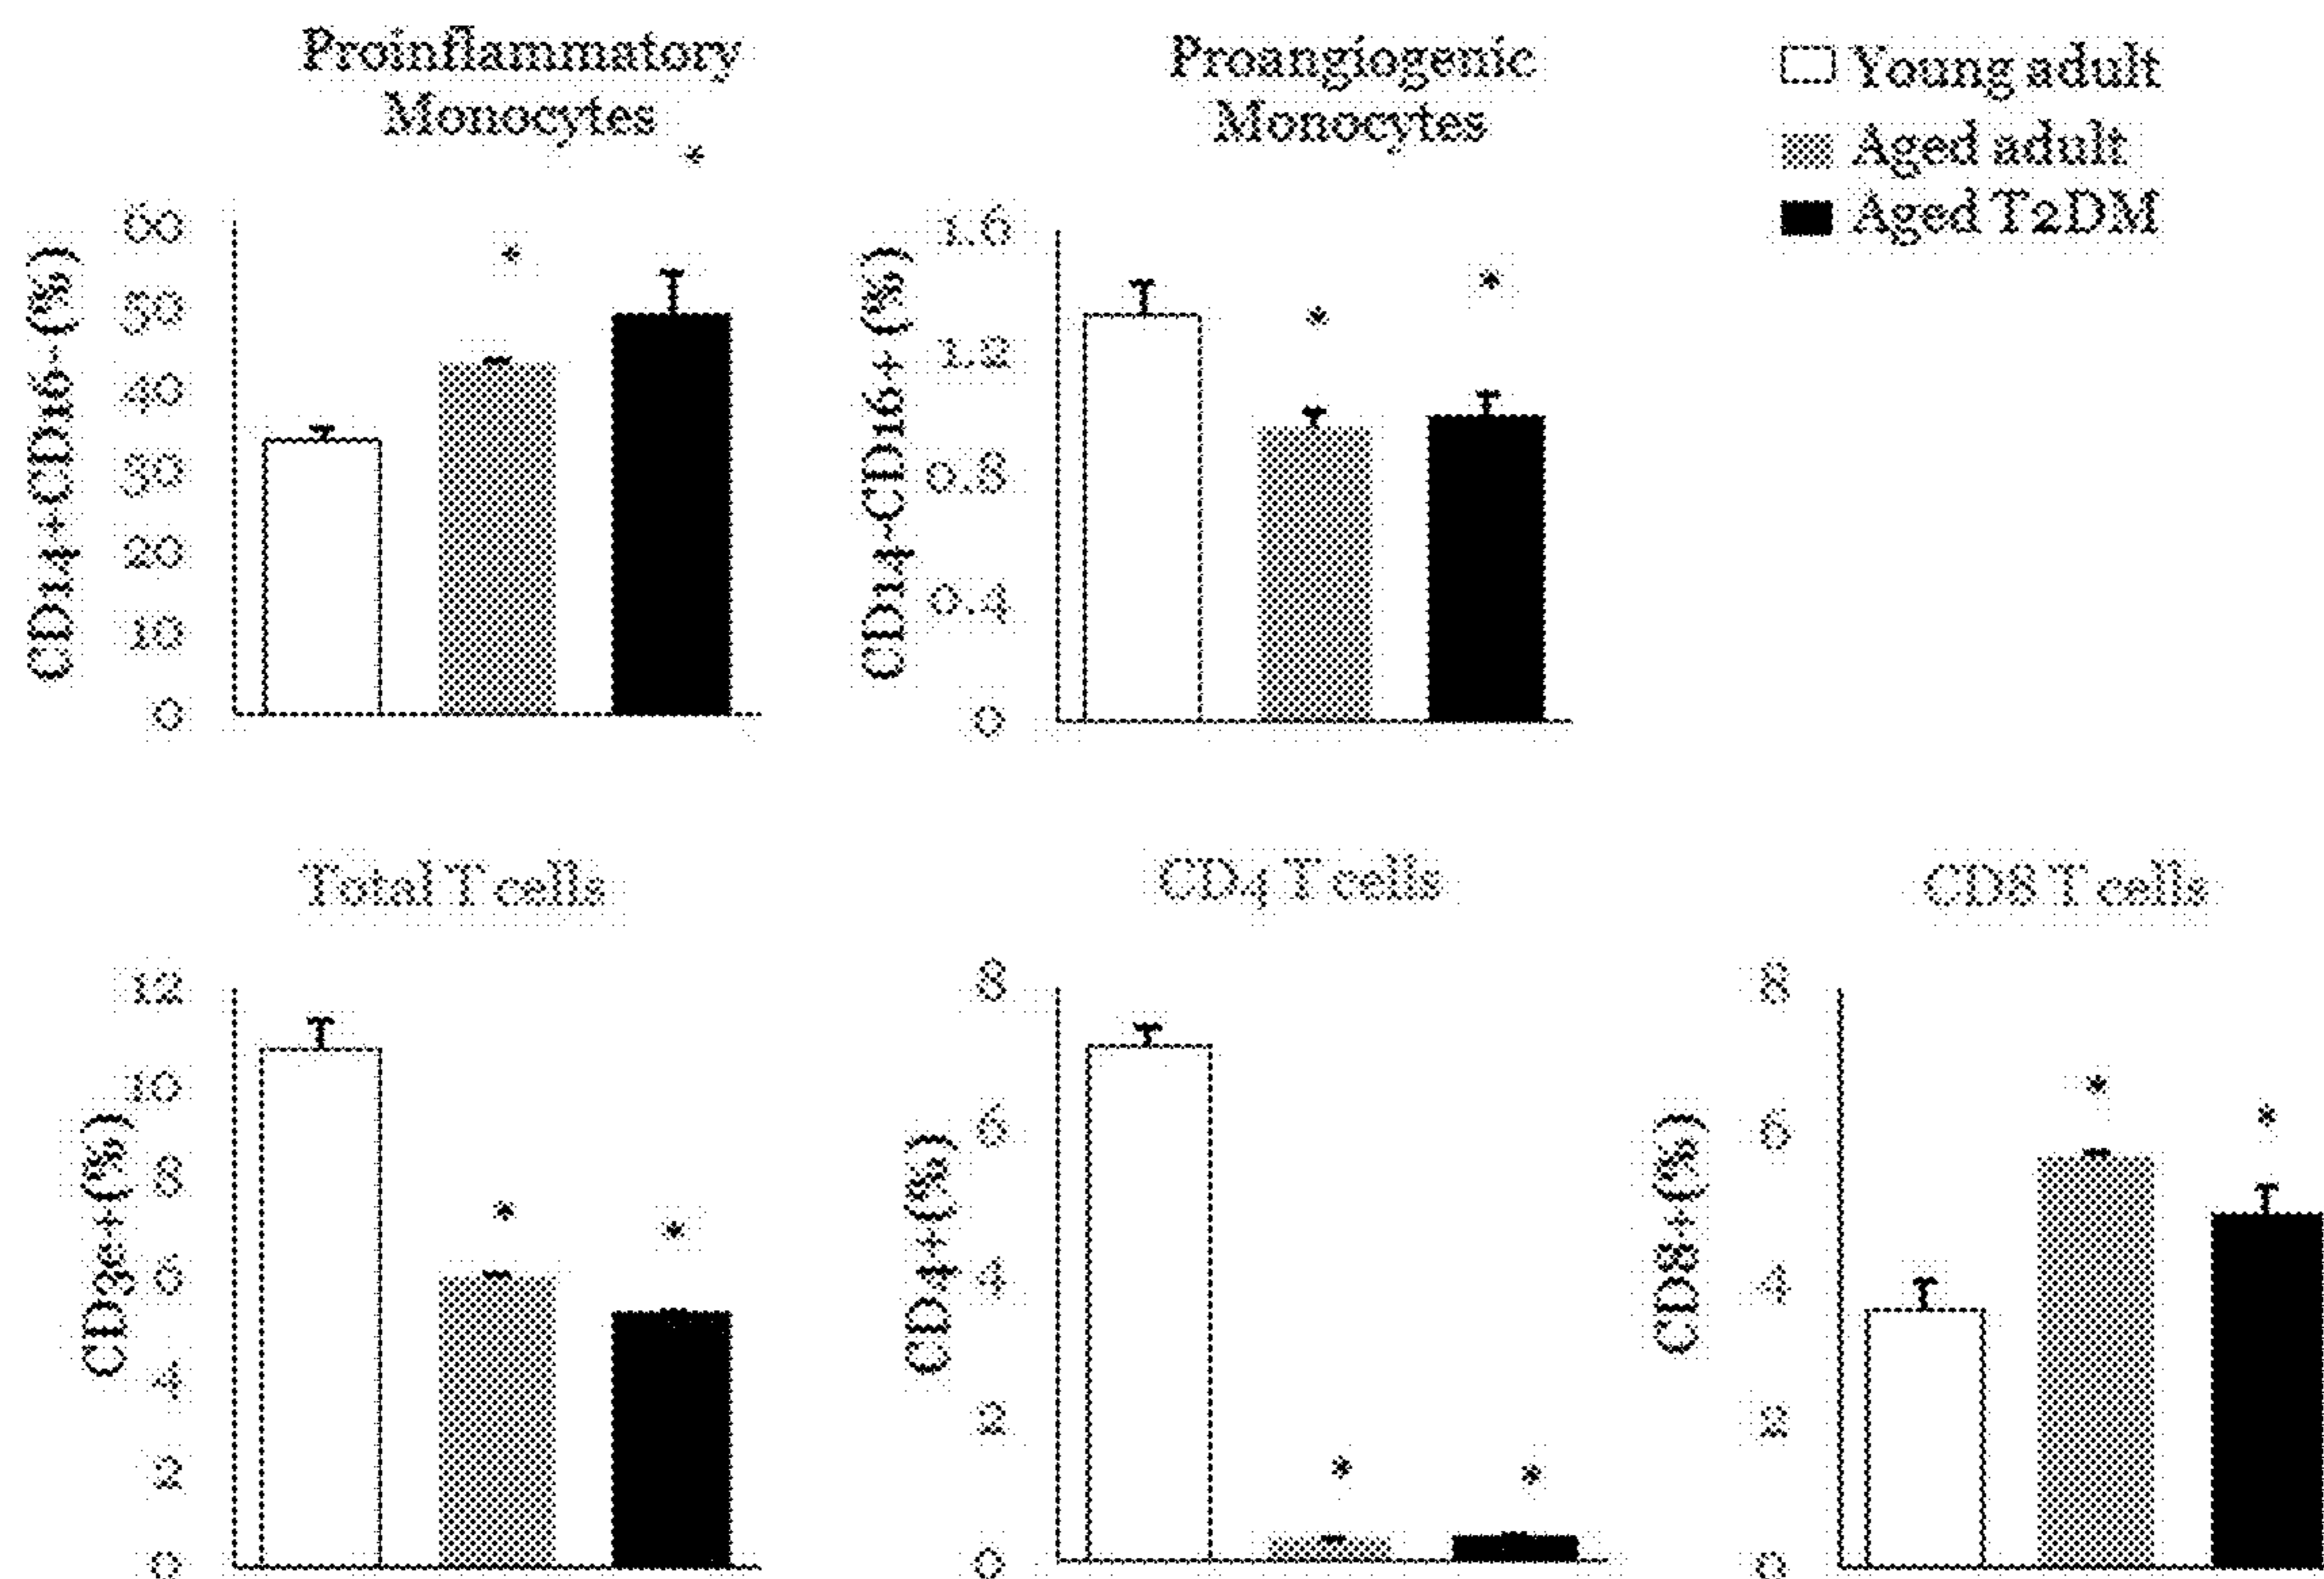 Proinflammatory
Monocytes
*
CD14+CD16+ (%)
60
50
40
30
20
10
0
*
Proangiogenic
Monocytes
CD14-CD16+ (%)
1.6
1.2
0.8
0.4
0
*
*
Young adult
Aged adult
Aged T2DM
Total T cells
CD3e+ (%)
12
10
8
6
4
2
0
*
*
CD4 T cells
CD4+ (%)
8
6
4
2
0
*
*
CD8 T cells
CD8+ (%)
8
6
4
2
0
*
*